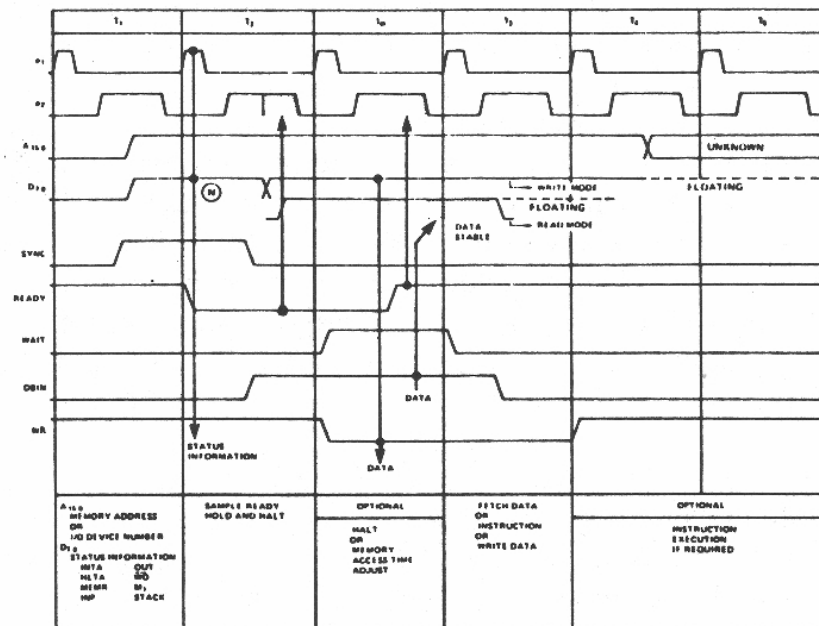 T₁ T₂ T_W T₃ T₄ T₅
A₁₅₋₀
UNKNOWN
D₇₋₀
N
WRITE MODE
FLOATING
FLOATING
READ MODE
DATA
STABLE
SYNC
READY
WAIT
DBIN
DATA
WR
STATUS
INFORMATION
DATA
A₁₅₋₀
MEMORY ADDRESS
OR
I/O DEVICE NUMBER
D₇₋₀
STATUS INFORMATION
INTA OUT
HLTA WO
MEMR M₁
INP STACK
SAMPLE READY
HOLD AND HALT
OPTIONAL
HALT
OR
MEMORY
ACCESS TIME
ADJUST
FETCH DATA
OR
INSTRUCTION
OR
WRITE DATA
OPTIONAL
INSTRUCTION
EXECUTION
IF REQUIRED